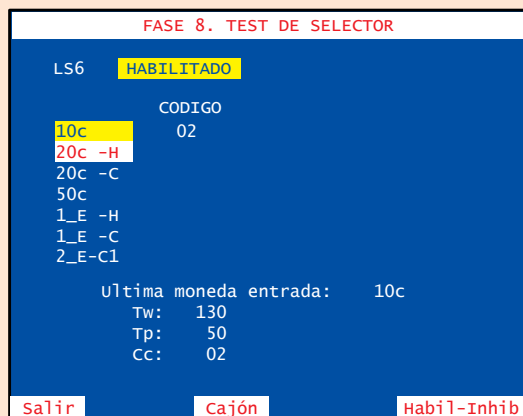 FASE 8. TEST DE SELECTOR
LS6 HABILITADO
CODIGO
10c 02
20c -H
20c -C
50c
1_E -H
1_E -C
2_E-C1
Ultima moneda entrada: 10c
Tw: 130
Tp: 50
Cc: 02
Salir Cajón Habil-Inhib